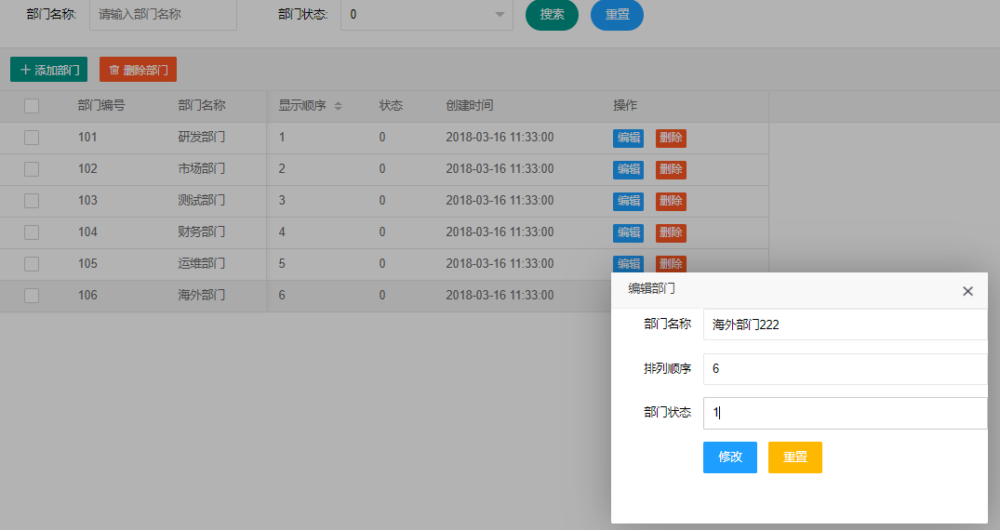 部门名称: 请输入部门名称 部门状态: 0 搜索 重置
添加部门 删除部门
部门编号 部门名称 显示顺序 状态 创建时间 操作
101 研发部门 1 0 2018-03-16 11:33:00 编辑 删除
102 市场部门 2 0 2018-03-16 11:33:00 编辑 删除
103 测试部门 3 0 2018-03-16 11:33:00 编辑 删除
104 财务部门 4 0 2018-03-16 11:33:00 编辑 删除
105 运维部门 5 0 2018-03-16 11:33:00 编辑 删除
106 海外部门 6 0 2018-03-16 11:33:00
编辑部门
部门名称 海外部门222
排列顺序 6
部门状态 1
修改 重置